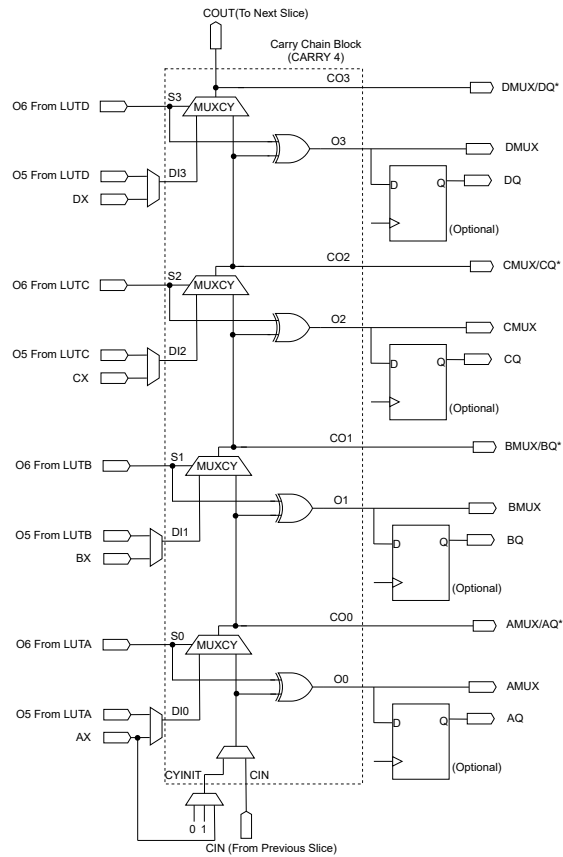 COUT(To Next Slice)
Carry Chain Block
(CARRY 4)
CO3
DMUX/DQ*
O6 From LUTD
S3
MUXCY
O3
DMUX
O5 From LUTD
DI3
DX
D
Q
DQ
(Optional)
CO2
CMUX/CQ*
O6 From LUTC
S2
MUXCY
O2
CMUX
O5 From LUTC
DI2
CX
D
Q
CQ
(Optional)
CO1
BMUX/BQ*
O6 From LUTB
S1
MUXCY
O1
BMUX
O5 From LUTB
DI1
BX
D
Q
BQ
(Optional)
CO0
AMUX/AQ*
O6 From LUTA
S0
MUXCY
O0
AMUX
O5 From LUTA
DI0
AX
D
Q
AQ
(Optional)
CYINIT
CIN
0 1
CIN (From Previous Slice)